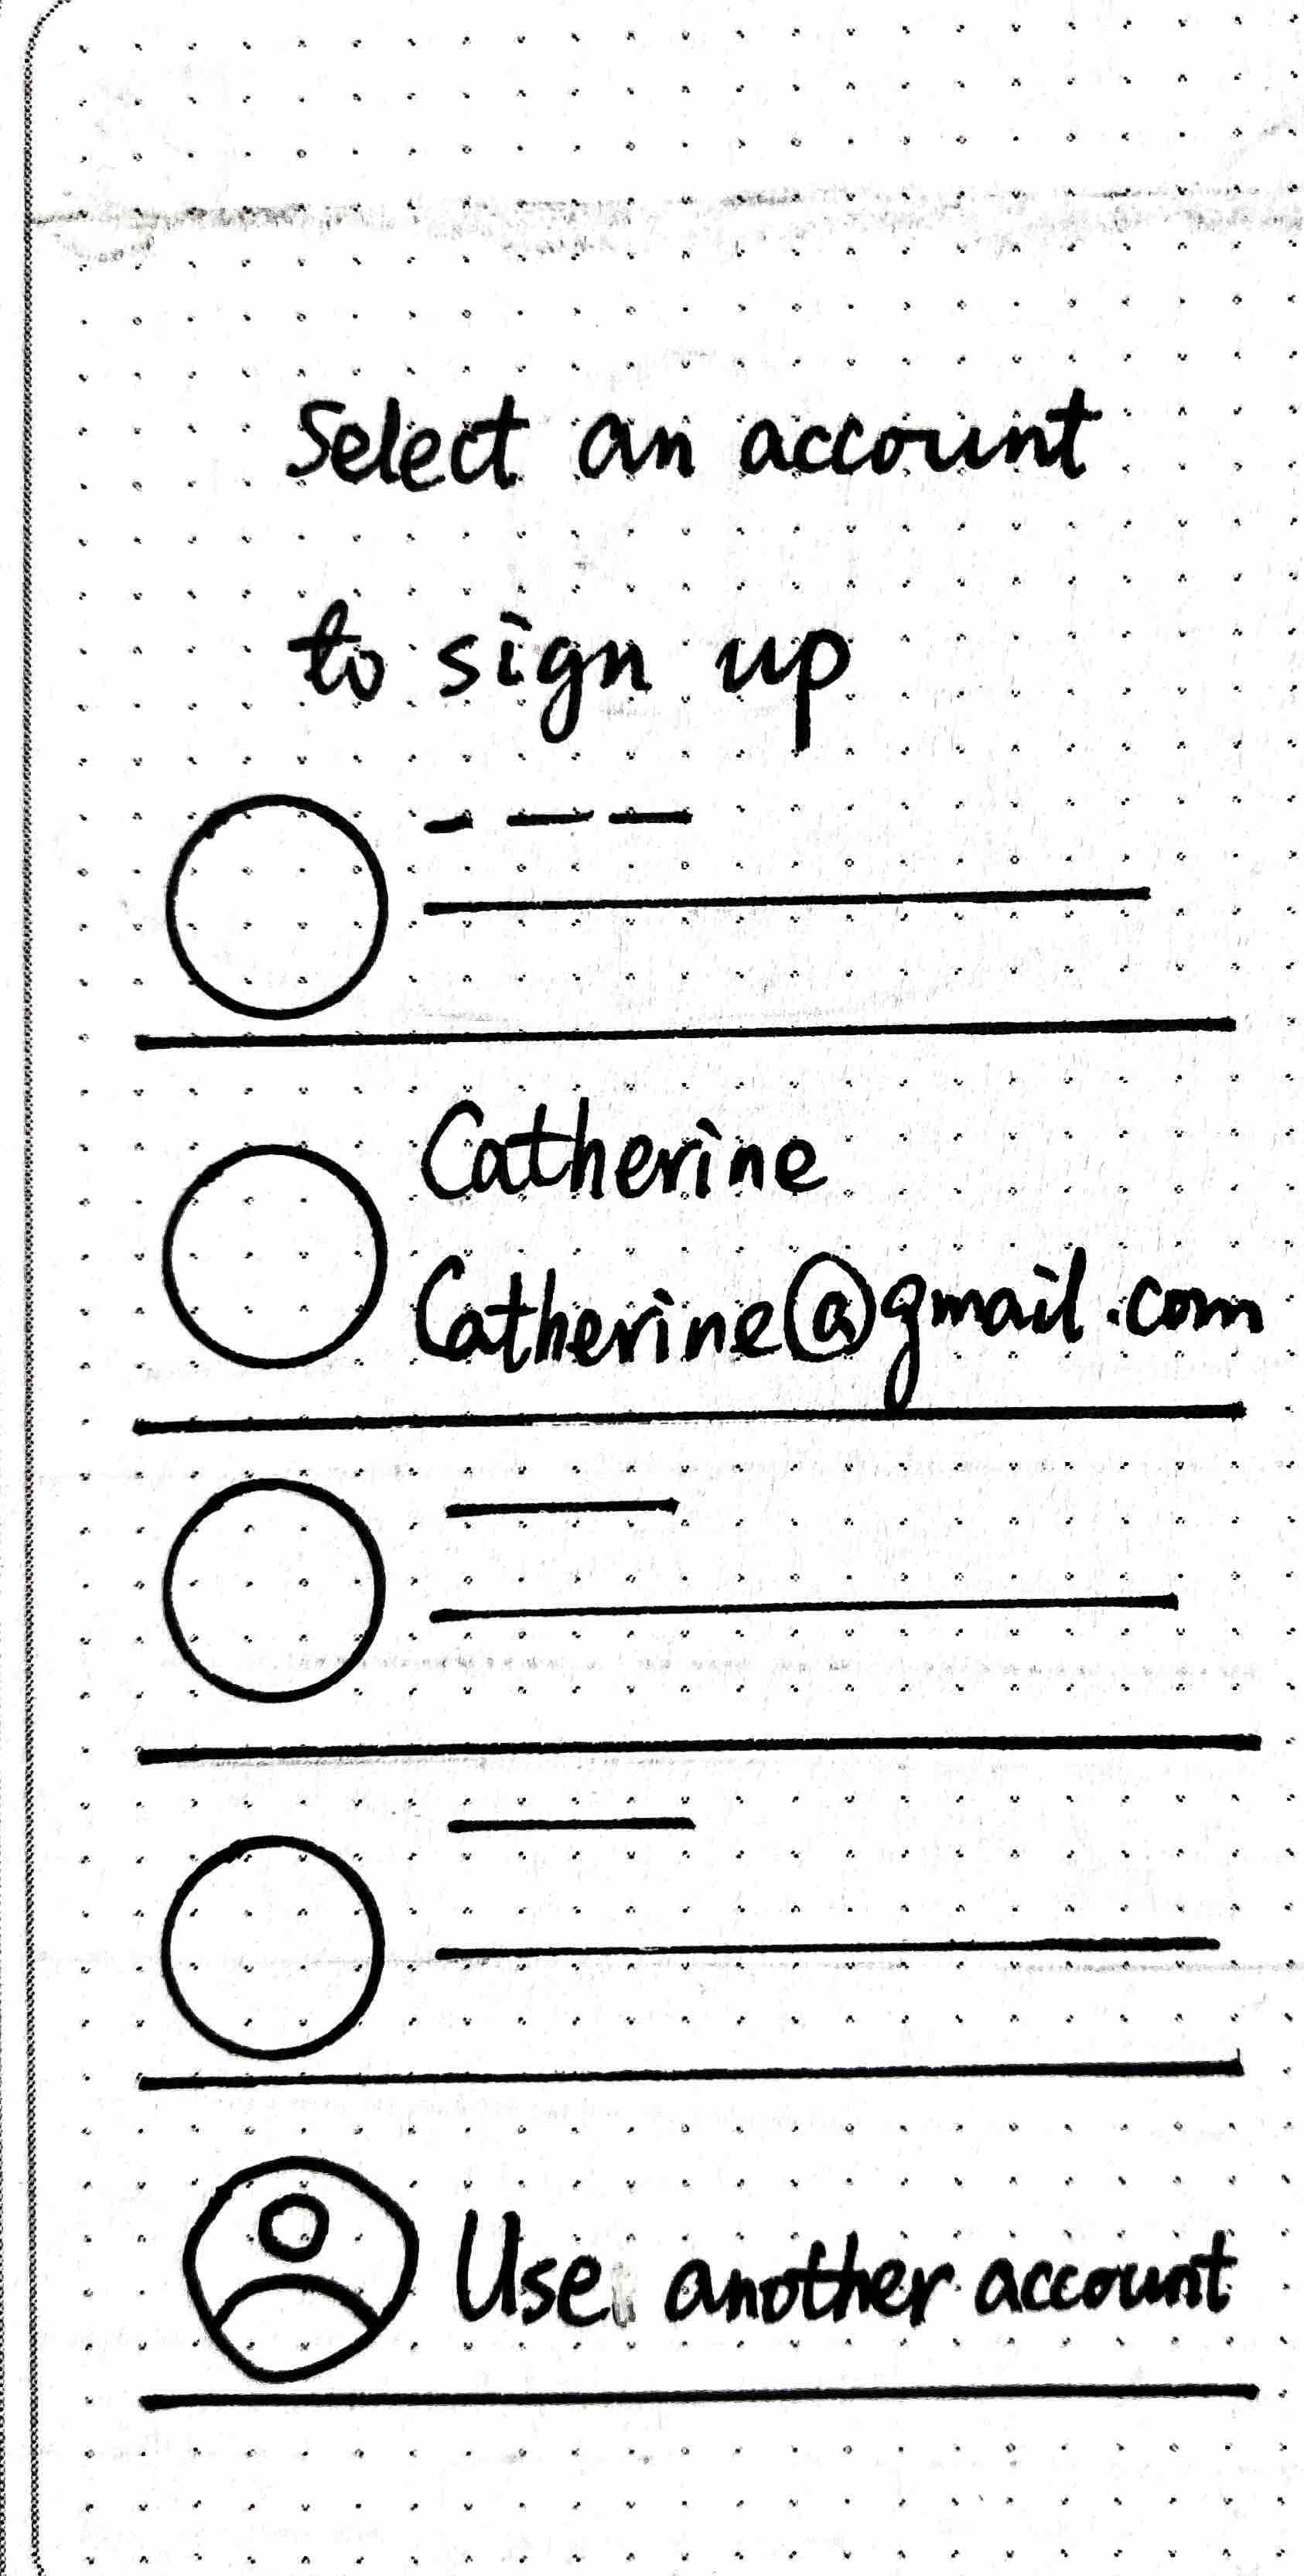 Select an account
to sign up
Catherine
Catherine@gmail.com
Use another account